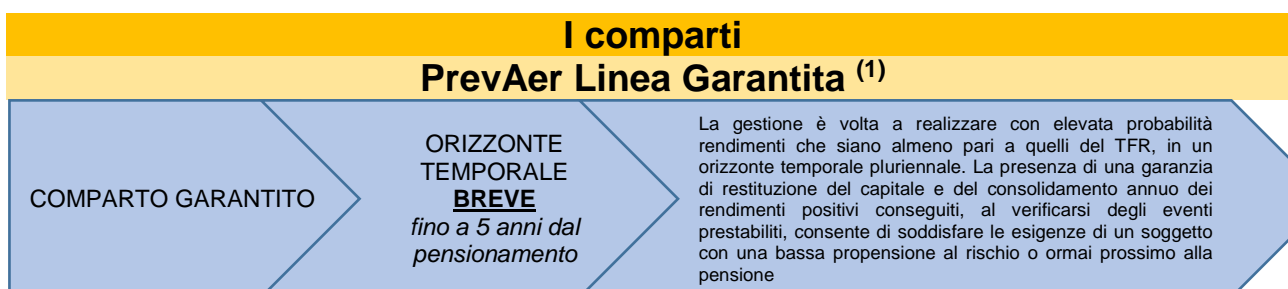 I comparti
PrevAer Linea Garantita (1)
COMPARTO GARANTITO
ORIZZONTE
TEMPORALE
BREVE
fino a 5 anni dal
pensionamento
La gestione è volta a realizzare con elevata probabilità
rendimenti che siano almeno pari a quelli del TFR, in un
orizzonte temporale pluriennale. La presenza di una garanzia
di restituzione del capitale e del consolidamento annuo dei
rendimenti positivi conseguiti, al verificarsi degli eventi
prestabiliti, consente di soddisfare le esigenze di un soggetto
con una bassa propensione al rischio o ormai prossimo alla
pensione